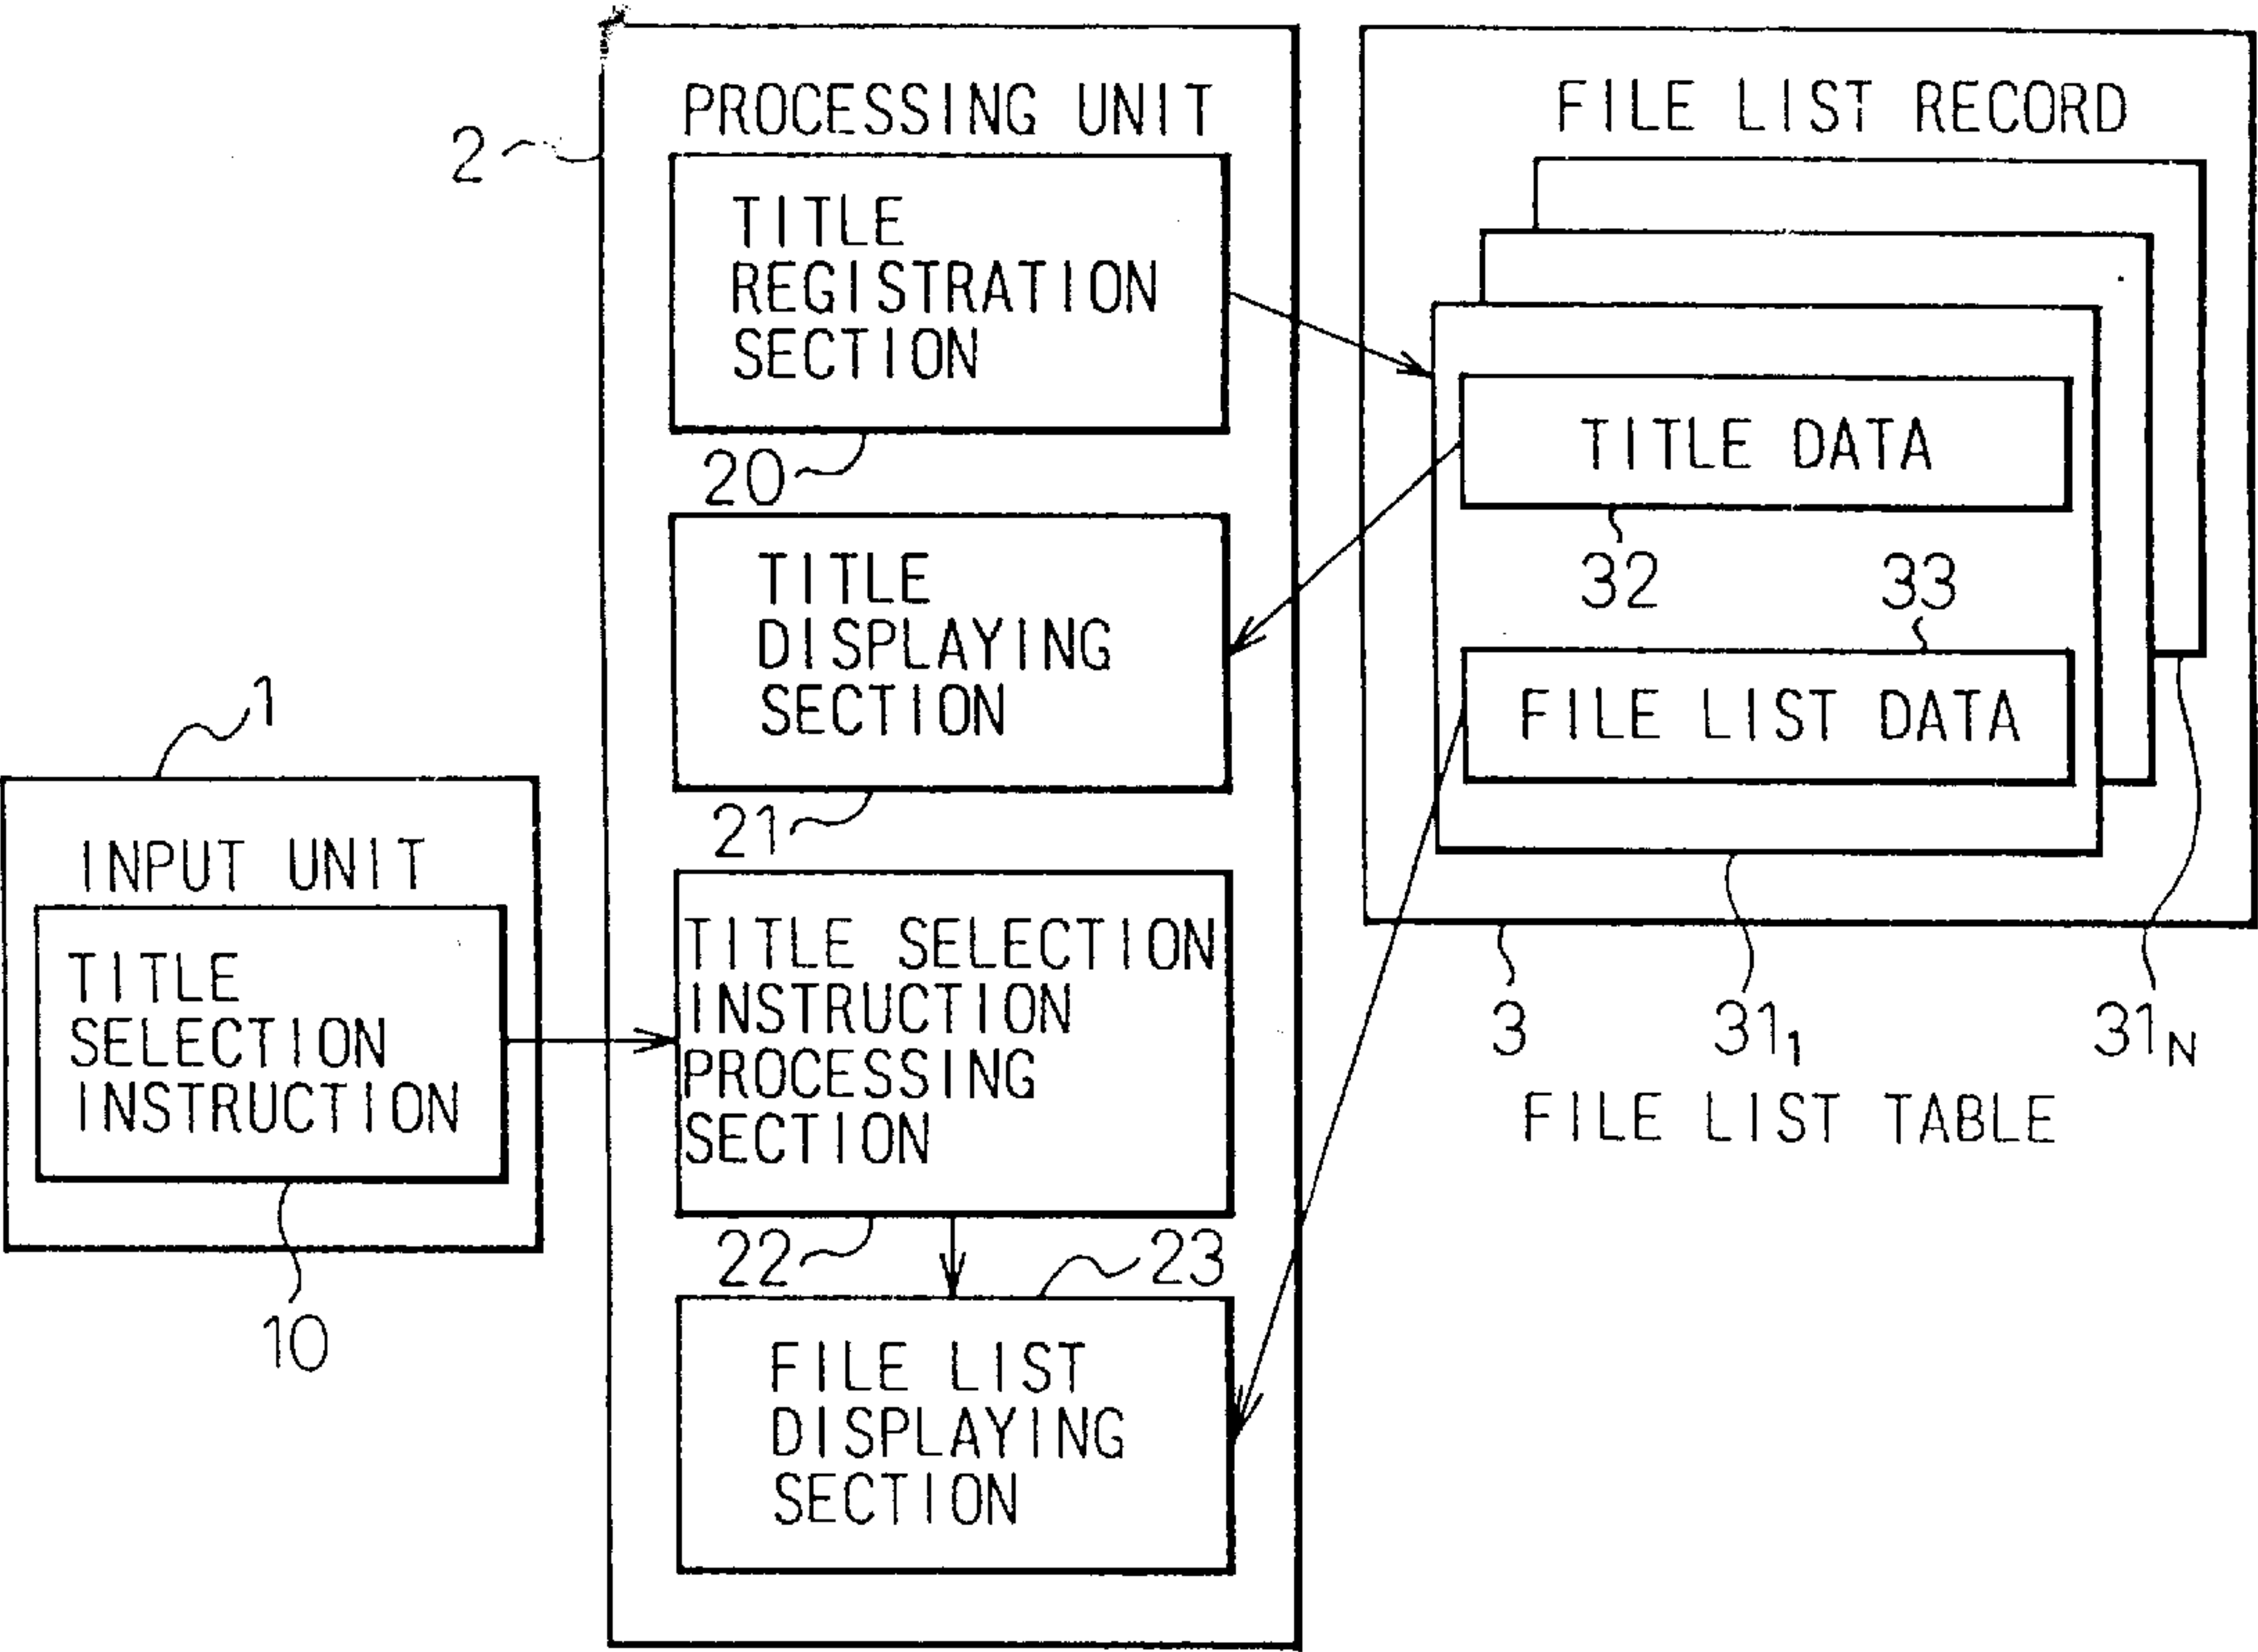 PROCESSING UNIT
2
TITLE
REGISTRATION
SECTION
20
TITLE
DISPLAYING
SECTION
21
TITLE SELECTION
INSTRUCTION
PROCESSING
SECTION
22
23
FILE LIST
DISPLAYING
SECTION
1
INPUT UNIT
TITLE
SELECTION
INSTRUCTION
10
FILE LIST RECORD
TITLE DATA
32
33
FILE LIST DATA
3
31₁
31N
FILE LIST TABLE